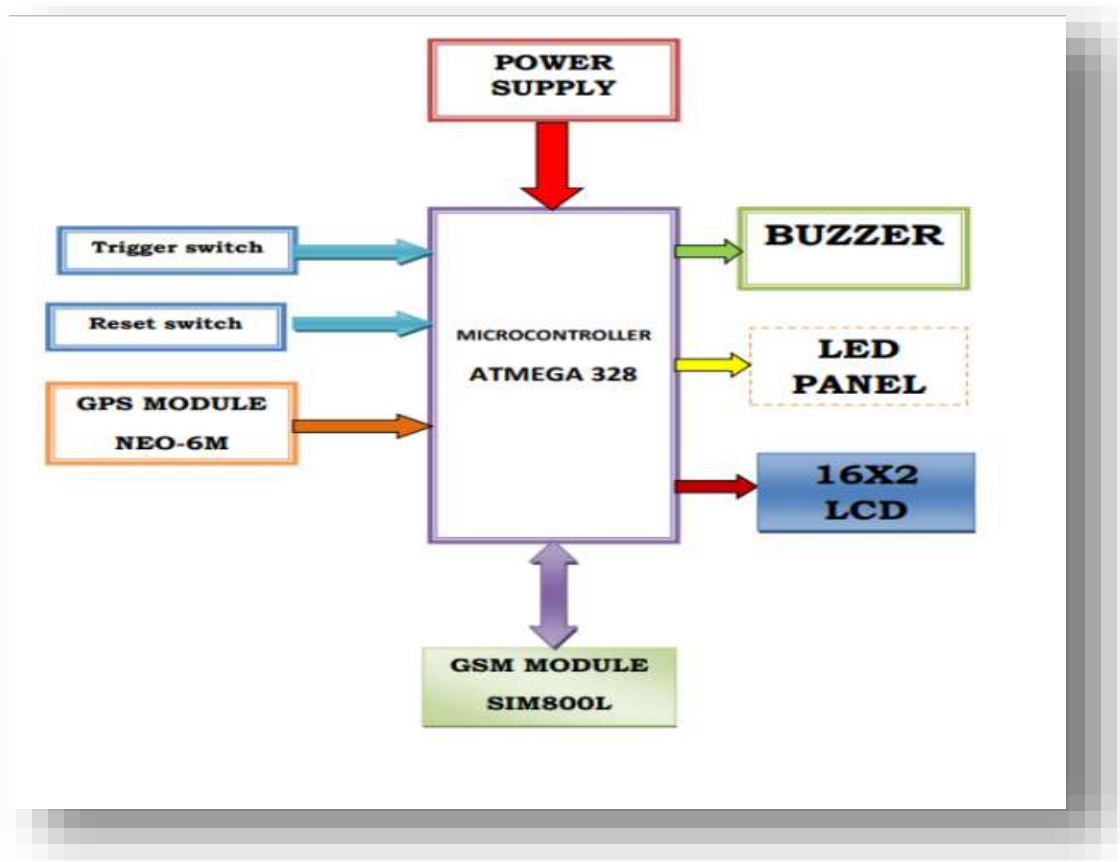 POWER
SUPPLY
Trigger switch
Reset switch
GPS MODULE
NEO-6M
MICROCONTROLLER
ATMEGA 328
BUZZER
LED
PANEL
16X2
LCD
GSM MODULE
SIM800L